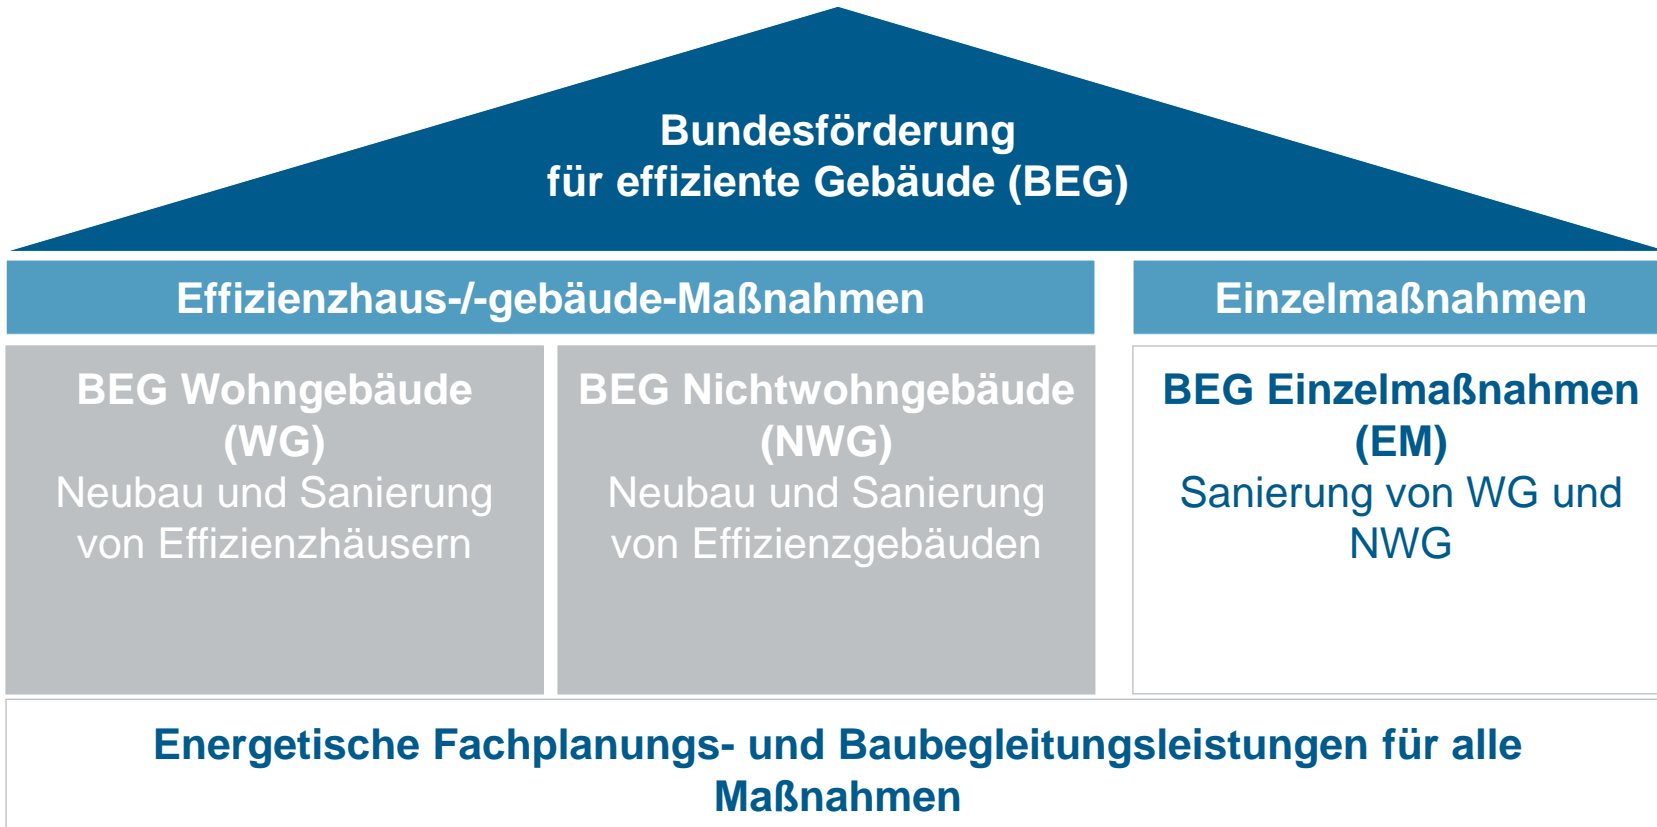 Bundesförderung
für effiziente Gebäude (BEG)
Effizienzhaus-/-gebäude-Maßnahmen
Einzelmaßnahmen
BEG Wohngebäude
(WG)
Neubau und Sanierung
von Effizienzhäusern
BEG Nichtwohngebäude
(NWG)
Neubau und Sanierung
von Effizienzgebäuden
BEG Einzelmaßnahmen
(EM)
Sanierung von WG und
NWG
Energetische Fachplanungs- und Baubegleitungsleistungen für alle
Maßnahmen